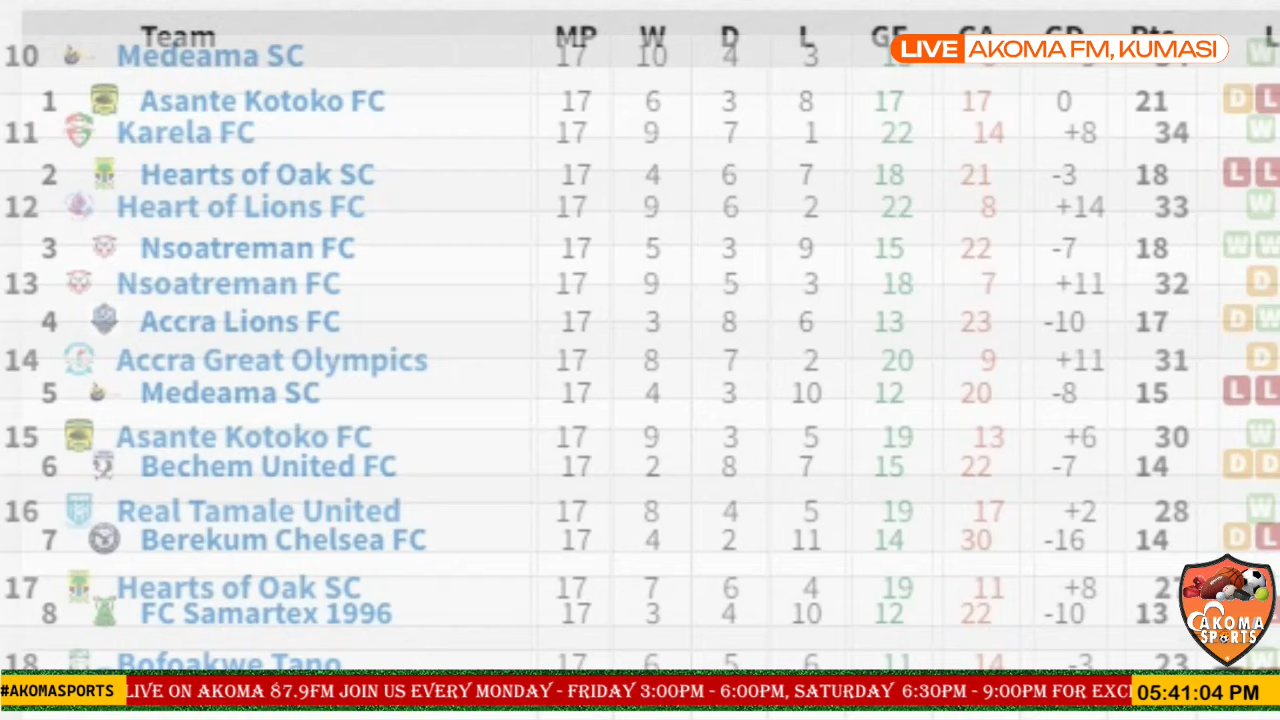 Team MP W D L GF GA GD Pts L
10 Medeama SC 17 10 4 3
LIVE AKOMA FM, KUMASI
1 Asante Kotoko FC 17 6 3 8 17 17 0 21 D L
11 Karela FC 17 9 7 1 22 14 +8 34 W
2 Hearts of Oak SC 17 4 6 7 18 21 -3 18 L L
12 Heart of Lions FC 17 9 6 2 22 8 +14 33 W
3 Nsoatreman FC 17 5 3 9 15 22 -7 18 W W
13 Nsoatreman FC 17 9 5 3 18 7 +11 32 D
4 Accra Lions FC 17 3 8 6 13 23 -10 17 D W
14 Accra Great Olympics 17 8 7 2 20 9 +11 31 D
5 Medeama SC 17 4 3 10 12 20 -8 15 L L
15 Asante Kotoko FC 17 9 3 5 19 13 +6 30 W
6 Bechem United FC 17 2 8 7 15 22 -7 14 D D
16 Real Tamale United 17 8 4 5 19 17 +2 28 W
7 Berekum Chelsea FC 17 4 2 11 14 30 -16 14 D L
17 Hearts of Oak SC 17 7 6 4 19 11 +8
8 FC Samartex 1996 17 3 4 10 12 22 -10 13
AKOMA SPORTS
18 Bofoakwe Tano 17 6 5 6 11 14 -3 23 W
#AKOMASPORTS LIVE ON AKOMA 87.9FM JOIN US EVERY MONDAY - FRIDAY 3:00PM - 6:00PM, SATURDAY 6:30PM - 9:00PM FOR EXCL 05:41:04 PM